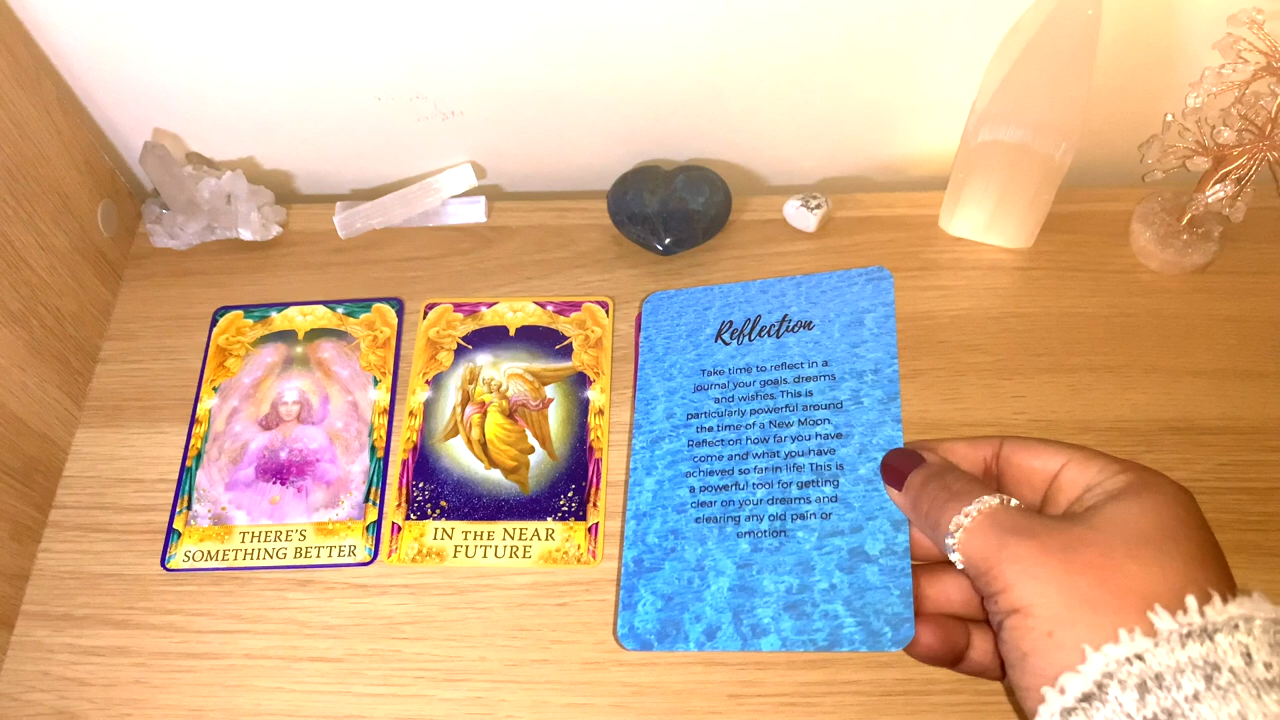 THERE'S
SOMETHING BETTER
IN THE NEAR
FUTURE
Reflection
Take time to reflect in a
journal your goals, dreams
and wishes. This is
particularly powerful around
the time of a New Moon.
Reflect on how far you have
come and what you have
achieved so far in life! This is
a powerful tool for getting
clear on your dreams and
clearing any old pain or
emotion.